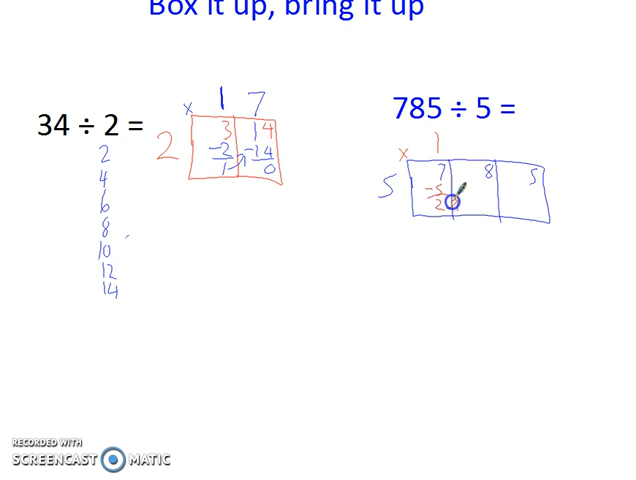 Box it up, bring it up
34 ÷ 2 =
x 1 7
2
3 14
-2 -14
1 0
2
4
6
8
10
12
14
785 ÷ 5 =
1
x
5
7 8 5
-5
2
RECORDED WITH
SCREENCAST MATIC